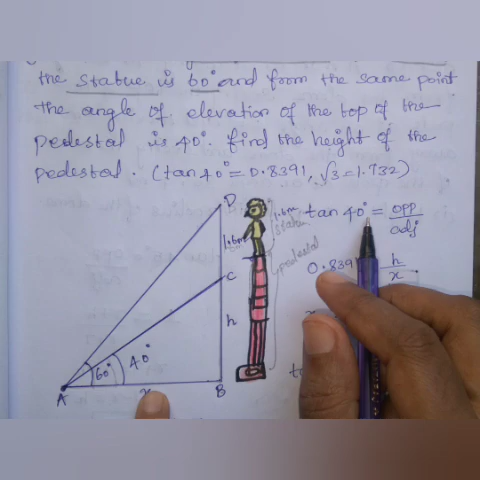 the statue is 60° and from the same point
the angle of elevation of the top of the
pedestal is 40°. find the height of the
pedestal. (tan 40° = 0.8391, √3 = 1.732)
D
1.6m
statue
tan 40° = opp
adj
1.6m
pedestal
C
0.839
h
x
h
60°
40°
A
x
B